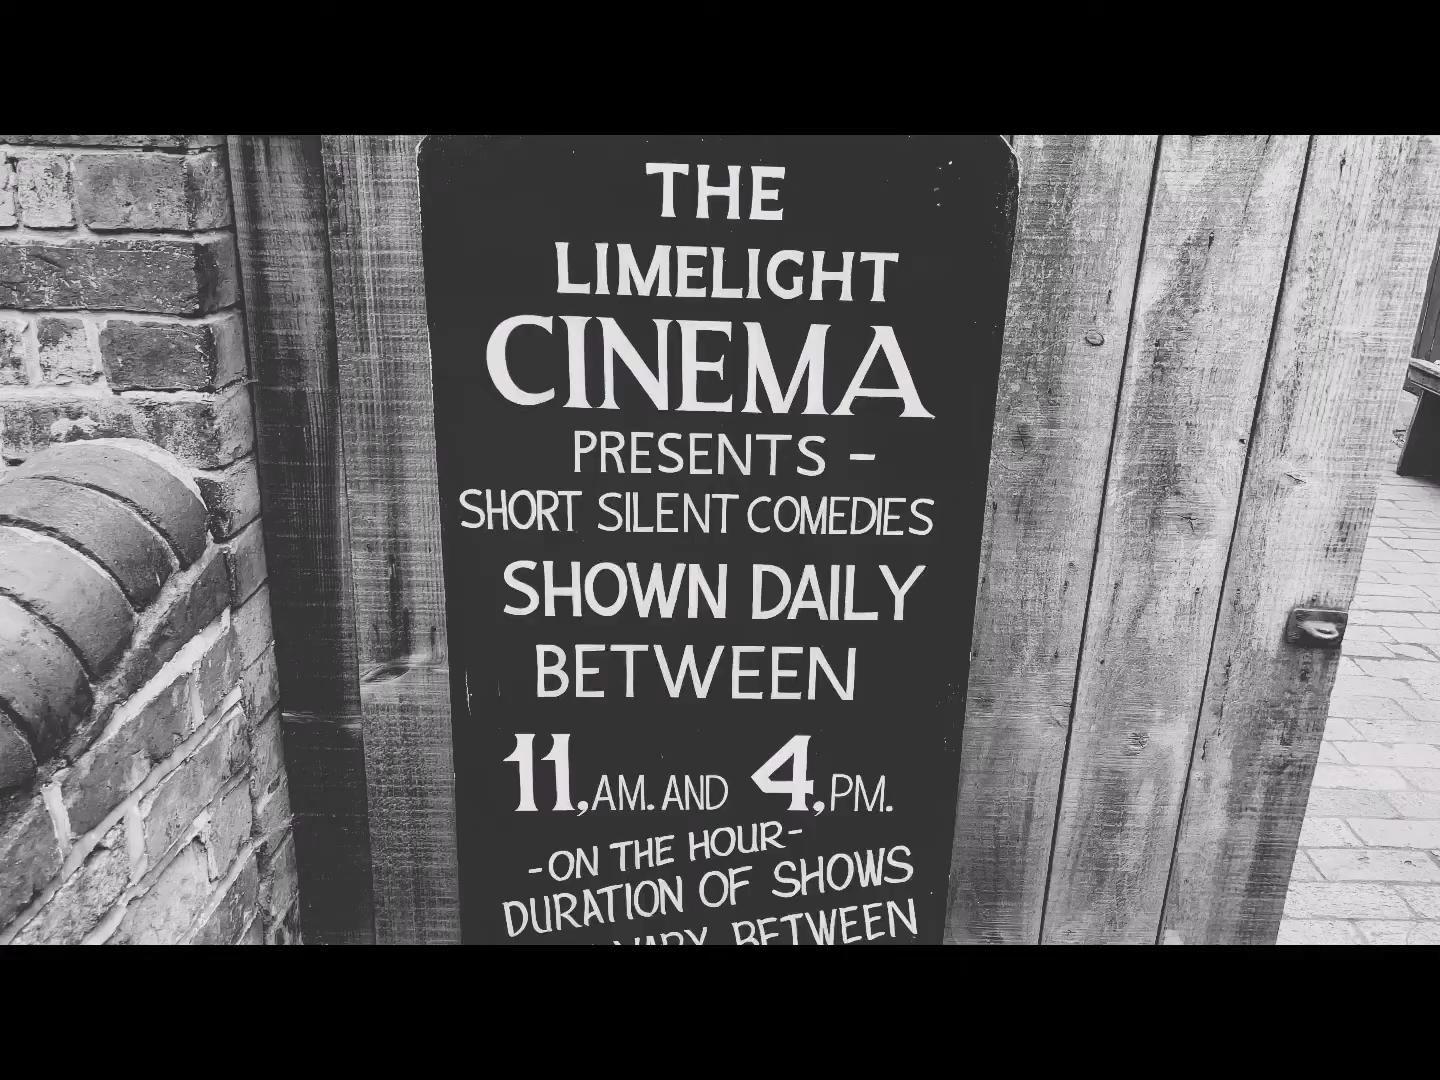 THE
LIMELIGHT
CINEMA
PRESENTS -
SHORT SILENT COMEDIES
SHOWN DAILY
BETWEEN
11, AM. AND 4, PM.
-ON THE HOUR-
DURATION OF SHOWS
VARY BETWEEN